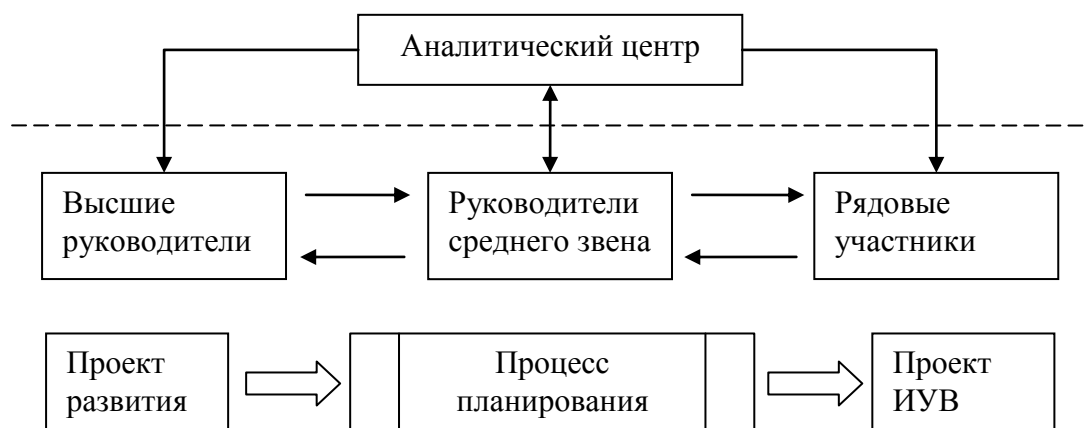 Аналитический центр
Высшие
руководители
Руководители
среднего звена
Рядовые
участники
Проект
развития
Процесс
планирования
Проект
ИУВ